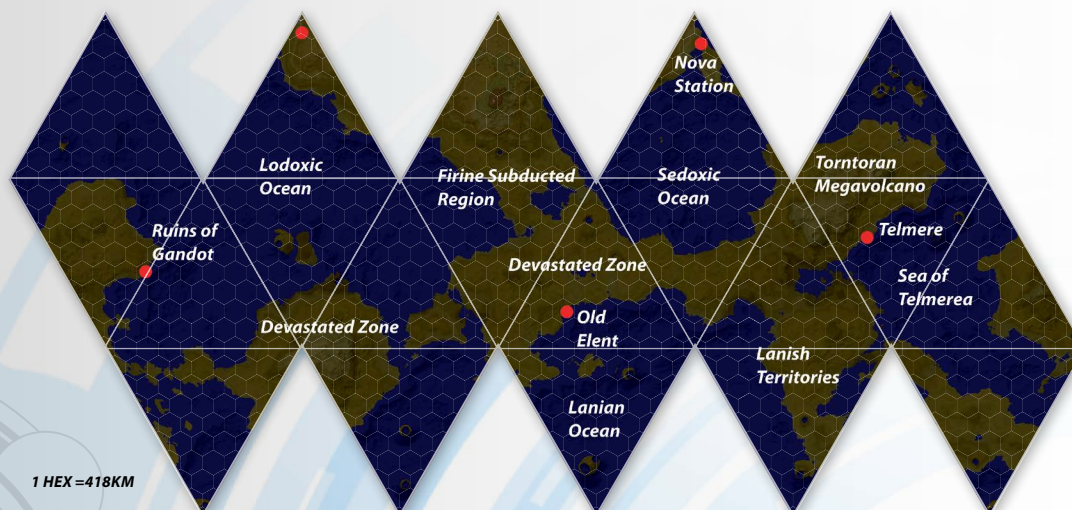 Nova
Station
Lodoxic
Ocean
Firine Subducted
Region
Sedoxic
Ocean
Torntoran
Megavolcano
Ruins of
Gandot
Telmere
Devastated Zone
Sea of
Telmerea
Old
Elent
Devastated Zone
Lanish
Territories
Lanian
Ocean
1 HEX =418KM